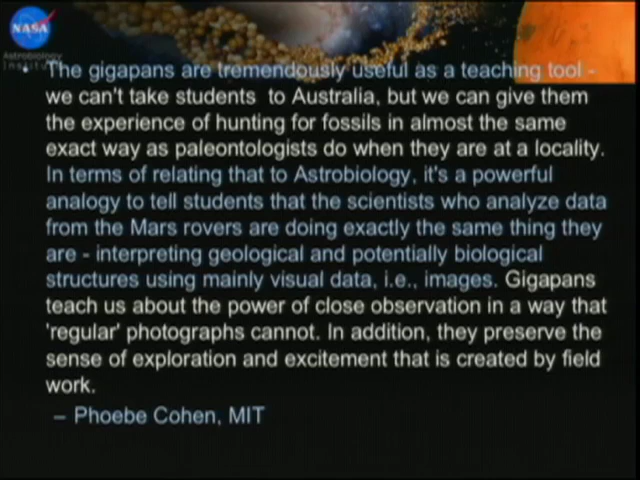 NASA
Astrobiology
Institute
The gigapans are tremendously useful as a teaching tool -
we can't take students to Australia, but we can give them
the experience of hunting for fossils in almost the same
exact way as paleontologists do when they are at a locality.
In terms of relating that to Astrobiology, it's a powerful
analogy to tell students that the scientists who analyze data
from the Mars rovers are doing exactly the same thing they
are - interpreting geological and potentially biological
structures using mainly visual data, i.e., images. Gigapans
teach us about the power of close observation in a way that
'regular' photographs cannot. In addition, they preserve the
sense of exploration and excitement that is created by field
work.
– Phoebe Cohen, MIT